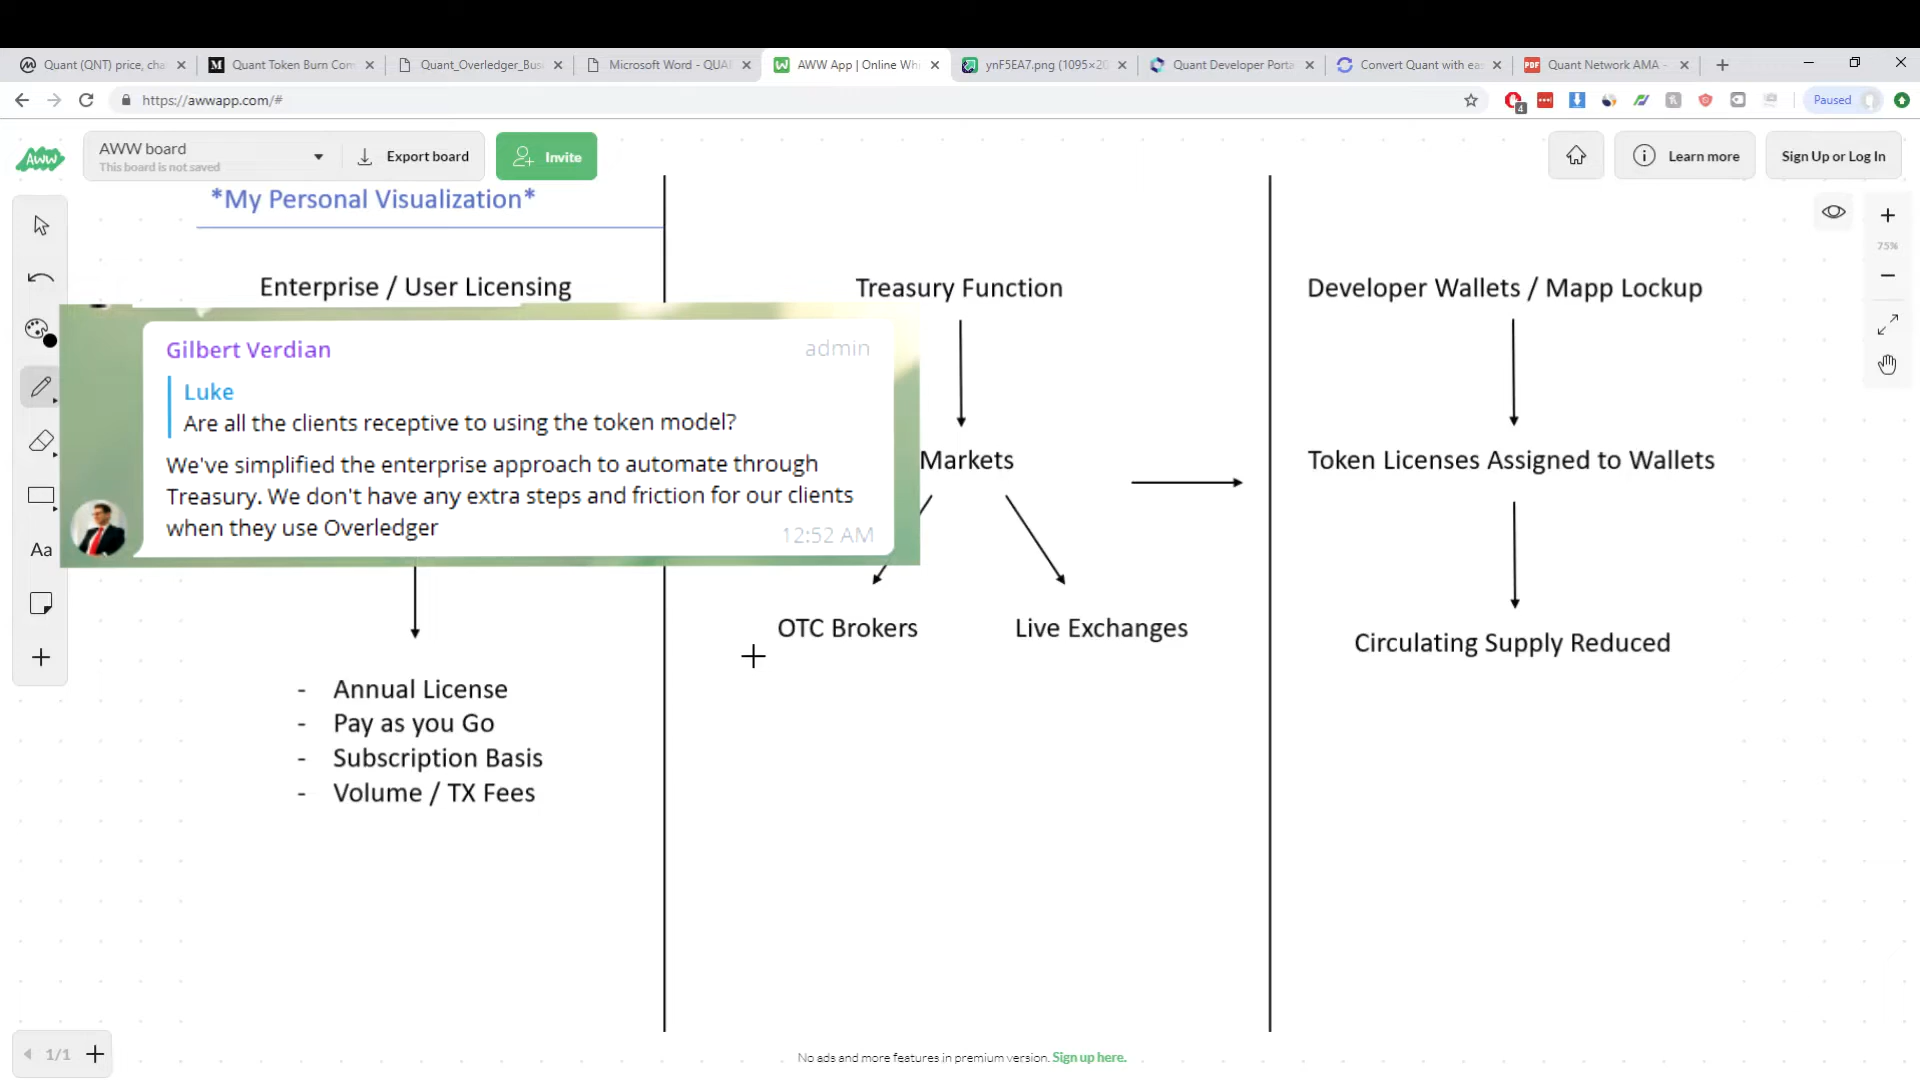 Quant (QNT) price, cha
Quant Token Burn Con
Quant_Overledger_Bus
Microsoft Word - QUA
AWW App | Online Whi
ynF5EA7.png (1095×20
Quant Developer Porta
Convert Quant with ea
Quant Network AMA -
https://awwapp.com/#
4
Paused
AWW
AWW board
This board is not saved
Export board
Invite
Learn more
Sign Up or Log In
75%
*My Personal Visualization*
Enterprise / User Licensing
Treasury Function
Developer Wallets / Mapp Lockup
Gilbert Verdian
admin
Luke
Are all the clients receptive to using the token model?
We've simplified the enterprise approach to automate through
Treasury. We don't have any extra steps and friction for our clients
when they use Overledger
12:52 AM
Markets
Token Licenses Assigned to Wallets
Aa
OTC Brokers
Live Exchanges
Circulating Supply Reduced
- Annual License
- Pay as you Go
- Subscription Basis
- Volume / TX Fees
1/1
No ads and more features in premium version. Sign up here.